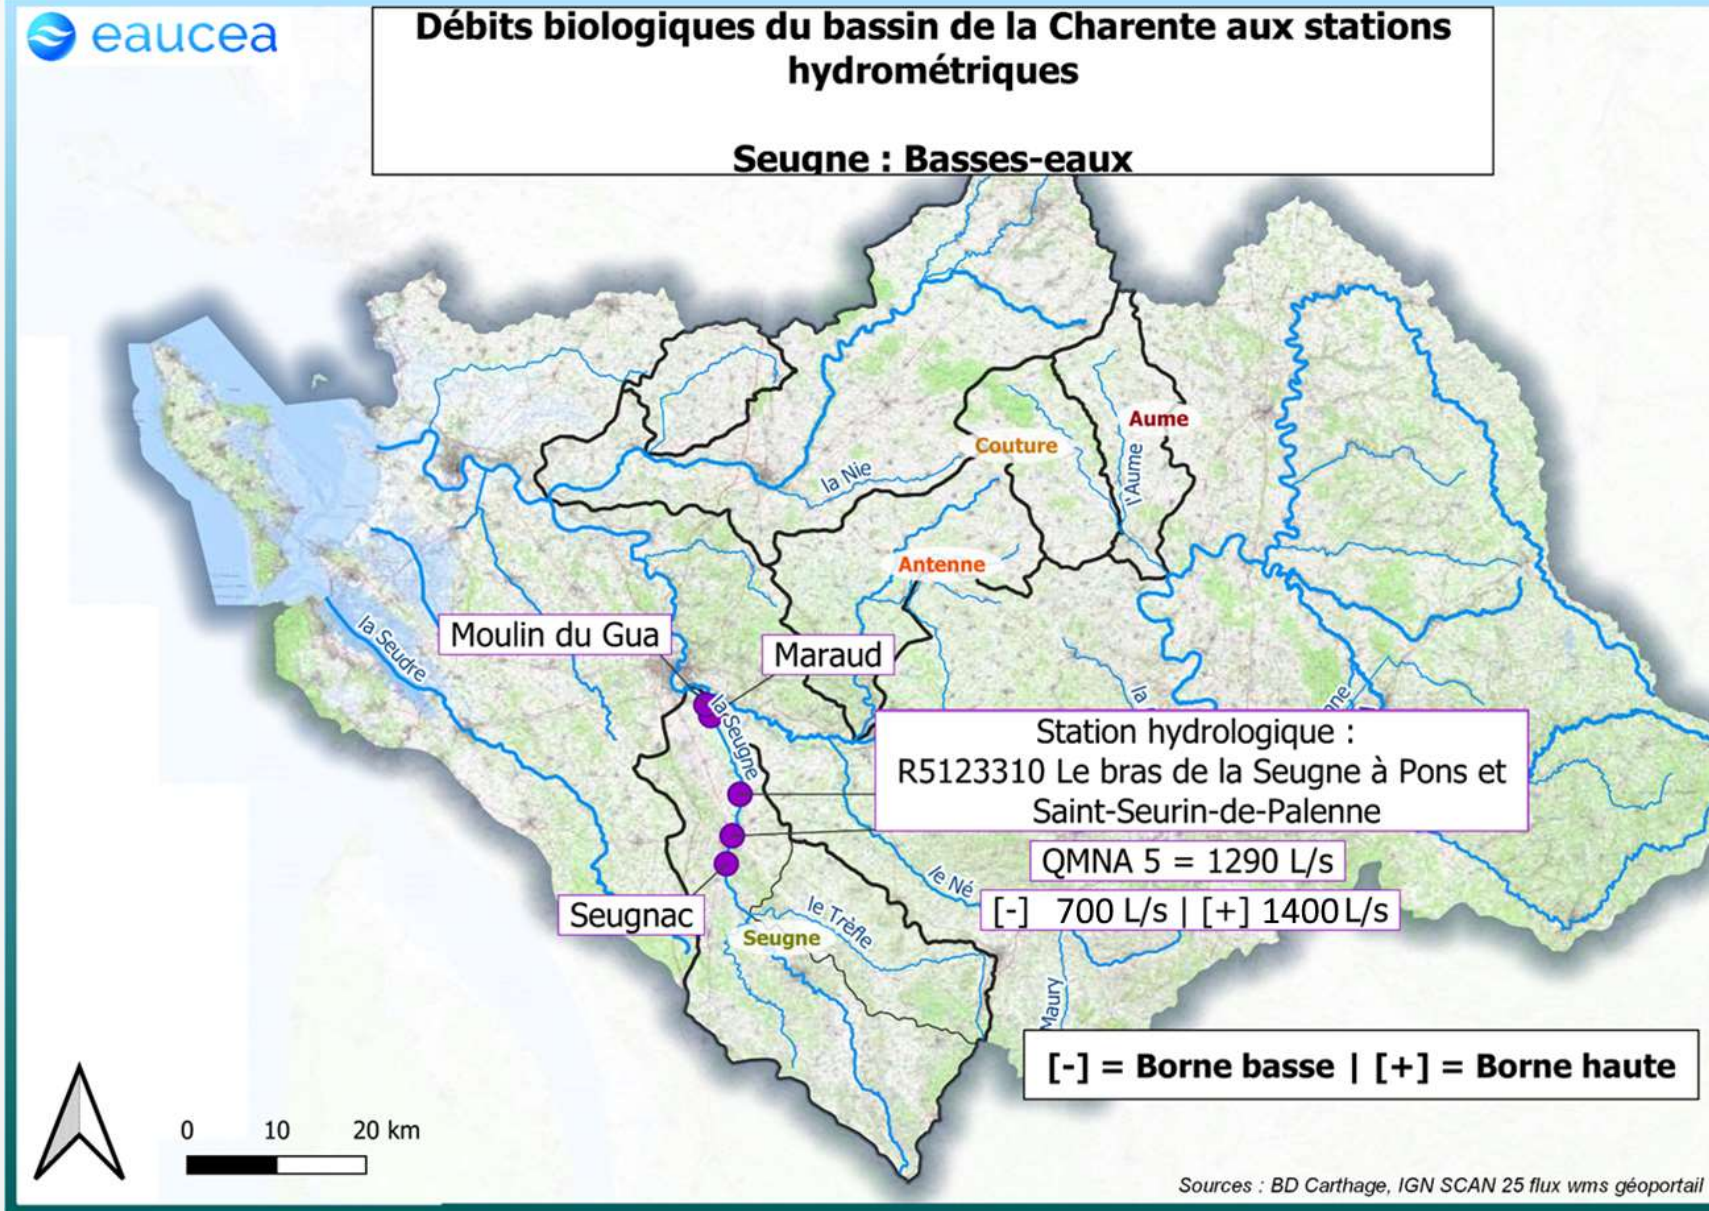 eaucea
Débits biologiques du bassin de la Charente aux stations
hydrométriques
Seugne : Basses-eaux
Aume
Couture
l'Aume
la Nie
Antenne
Moulin du Gua
Maraud
la Seudre
la Seugne
la
Station hydrologique :
R5123310 Le bras de la Seugne à Pons et
Saint-Seurin-de-Palenne
QMNA 5 = 1290 L/s
[-] 700 L/s | [+] 1400 L/s
le Né
Seugnac
le Trèfle
Seugne
Maury
[-] = Borne basse | [+] = Borne haute
0 10 20 km
Sources : BD Carthage, IGN SCAN 25 flux wms géoportail